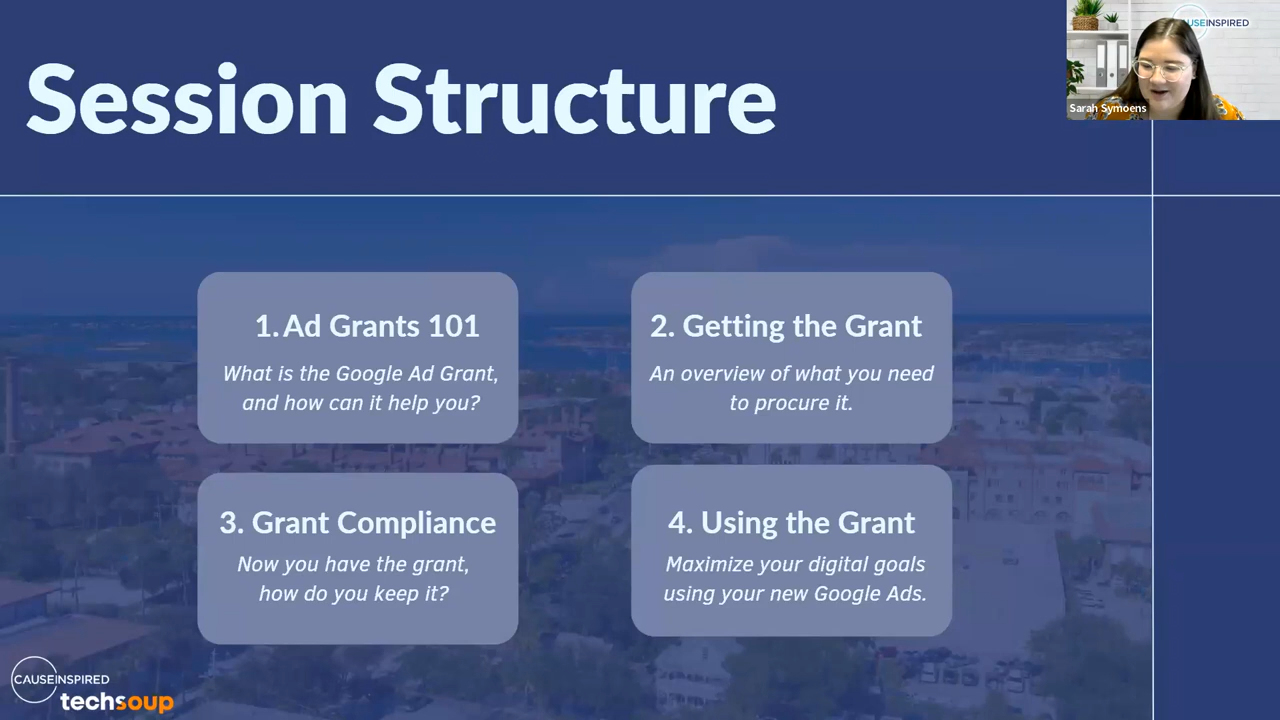 Session Structure
USEINSPIRED
Sarah Symoens
1. Ad Grants 101
What is the Google Ad Grant,
and how can it help you?
2. Getting the Grant
An overview of what you need
to procure it.
3. Grant Compliance
Now you have the grant,
how do you keep it?
4. Using the Grant
Maximize your digital goals
using your new Google Ads.
CAUSEINSPIRED
techsoup